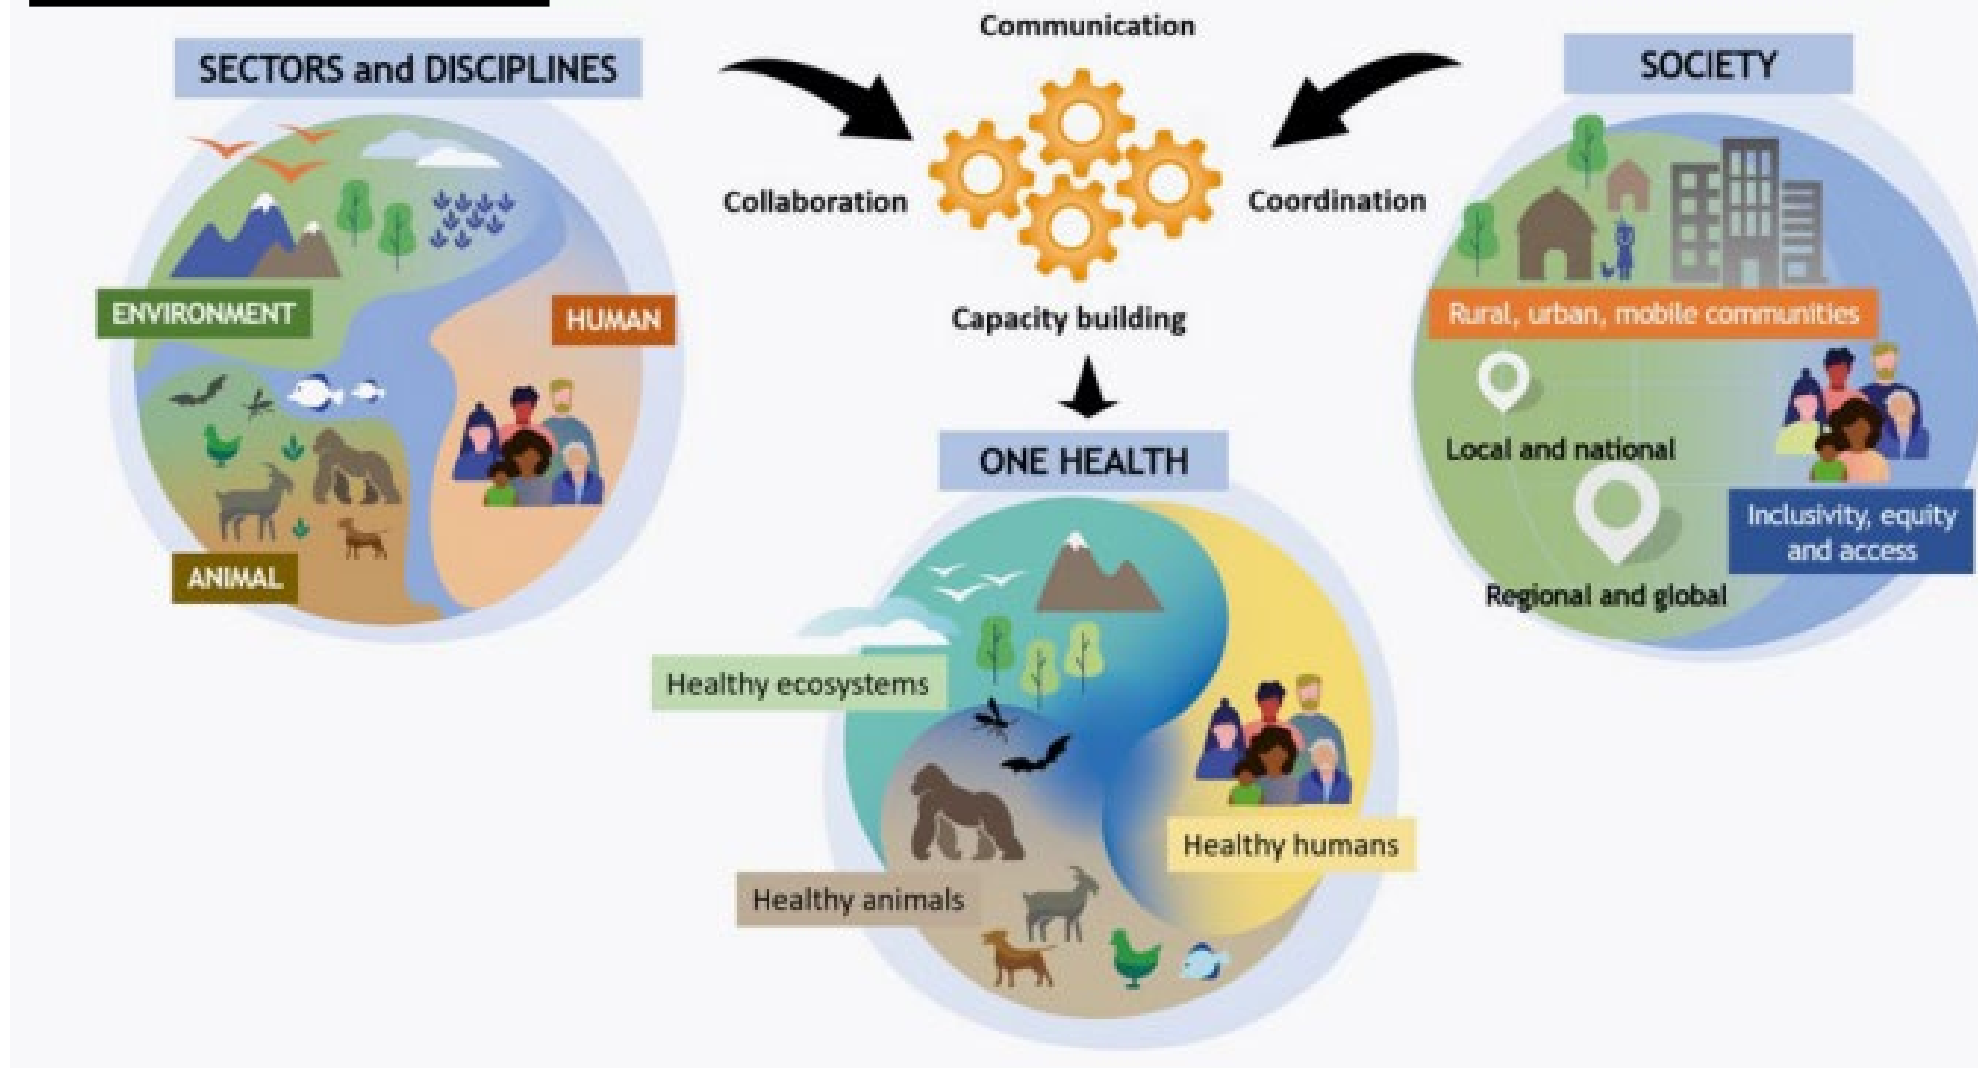 SECTORS and DISCIPLINES
ENVIRONMENT
HUMAN
ANIMAL
Communication
Collaboration
Coordination
Capacity building
SOCIETY
Rural, urban, mobile communities
Local and national
Inclusivity, equity
and access
Regional and global
ONE HEALTH
Healthy ecosystems
Healthy humans
Healthy animals